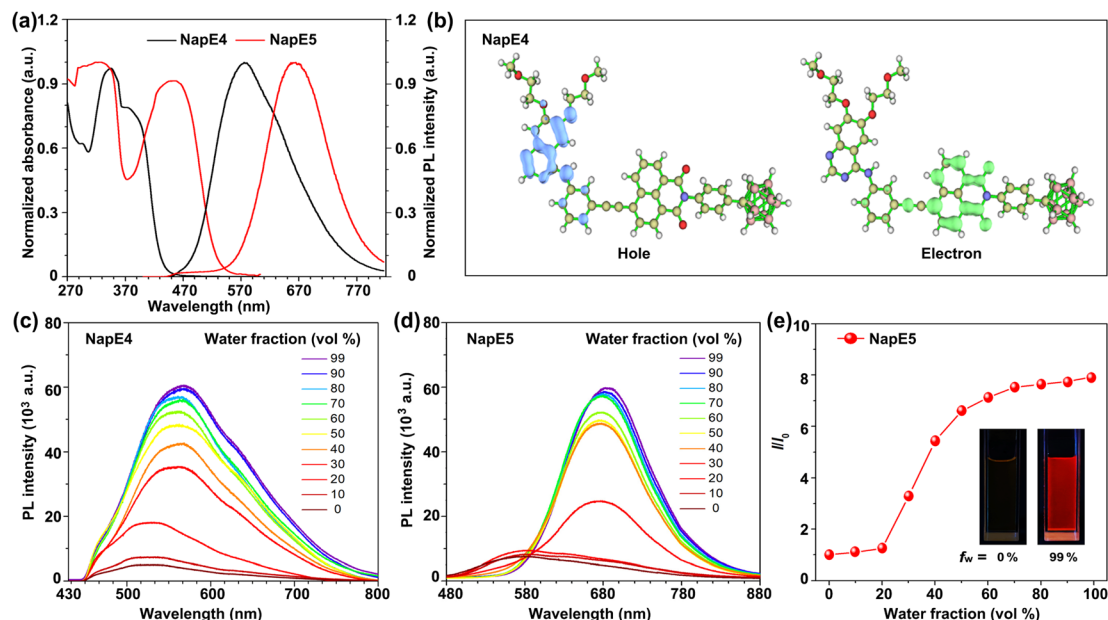 (a)
NapE4 NapE5
Normalized absorbance (a.u.)
1.2
0.9
0.6
0.3
0
270 370 470 570 670 770
Wavelength (nm)
1.2
1.0
0.8
0.6
0.4
0.2
0
Normalized PL intensity (a.u.)
(b)
NapE4
Hole
Electron
(c)
NapE4
Water fraction (vol %)
99
90
80
70
60
50
40
30
20
10
0
PL intensity (10³ a.u.)
80
60
40
20
0
430 500 600 700 800
Wavelength (nm)
(d)
NapE5
Water fraction (vol %)
99
90
80
70
60
50
40
30
20
10
0
PL intensity (10³ a.u.)
80
60
40
20
0
480 580 680 780 880
Wavelength (nm)
(e)
NapE5
I/I₀
10
8
6
4
2
0
fw = 0 % 99 %
0 20 40 60 80 100
Water fraction (vol %)